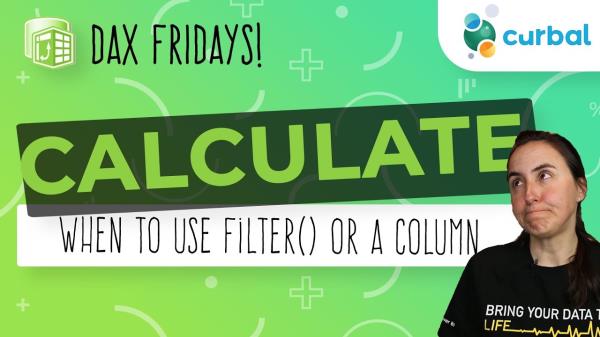 DAX FRIDAYS!
curbal
CALCULATE
WHEN TO USE FILTER() OR A COLUMN
BRING YOUR DATA T
LIFE